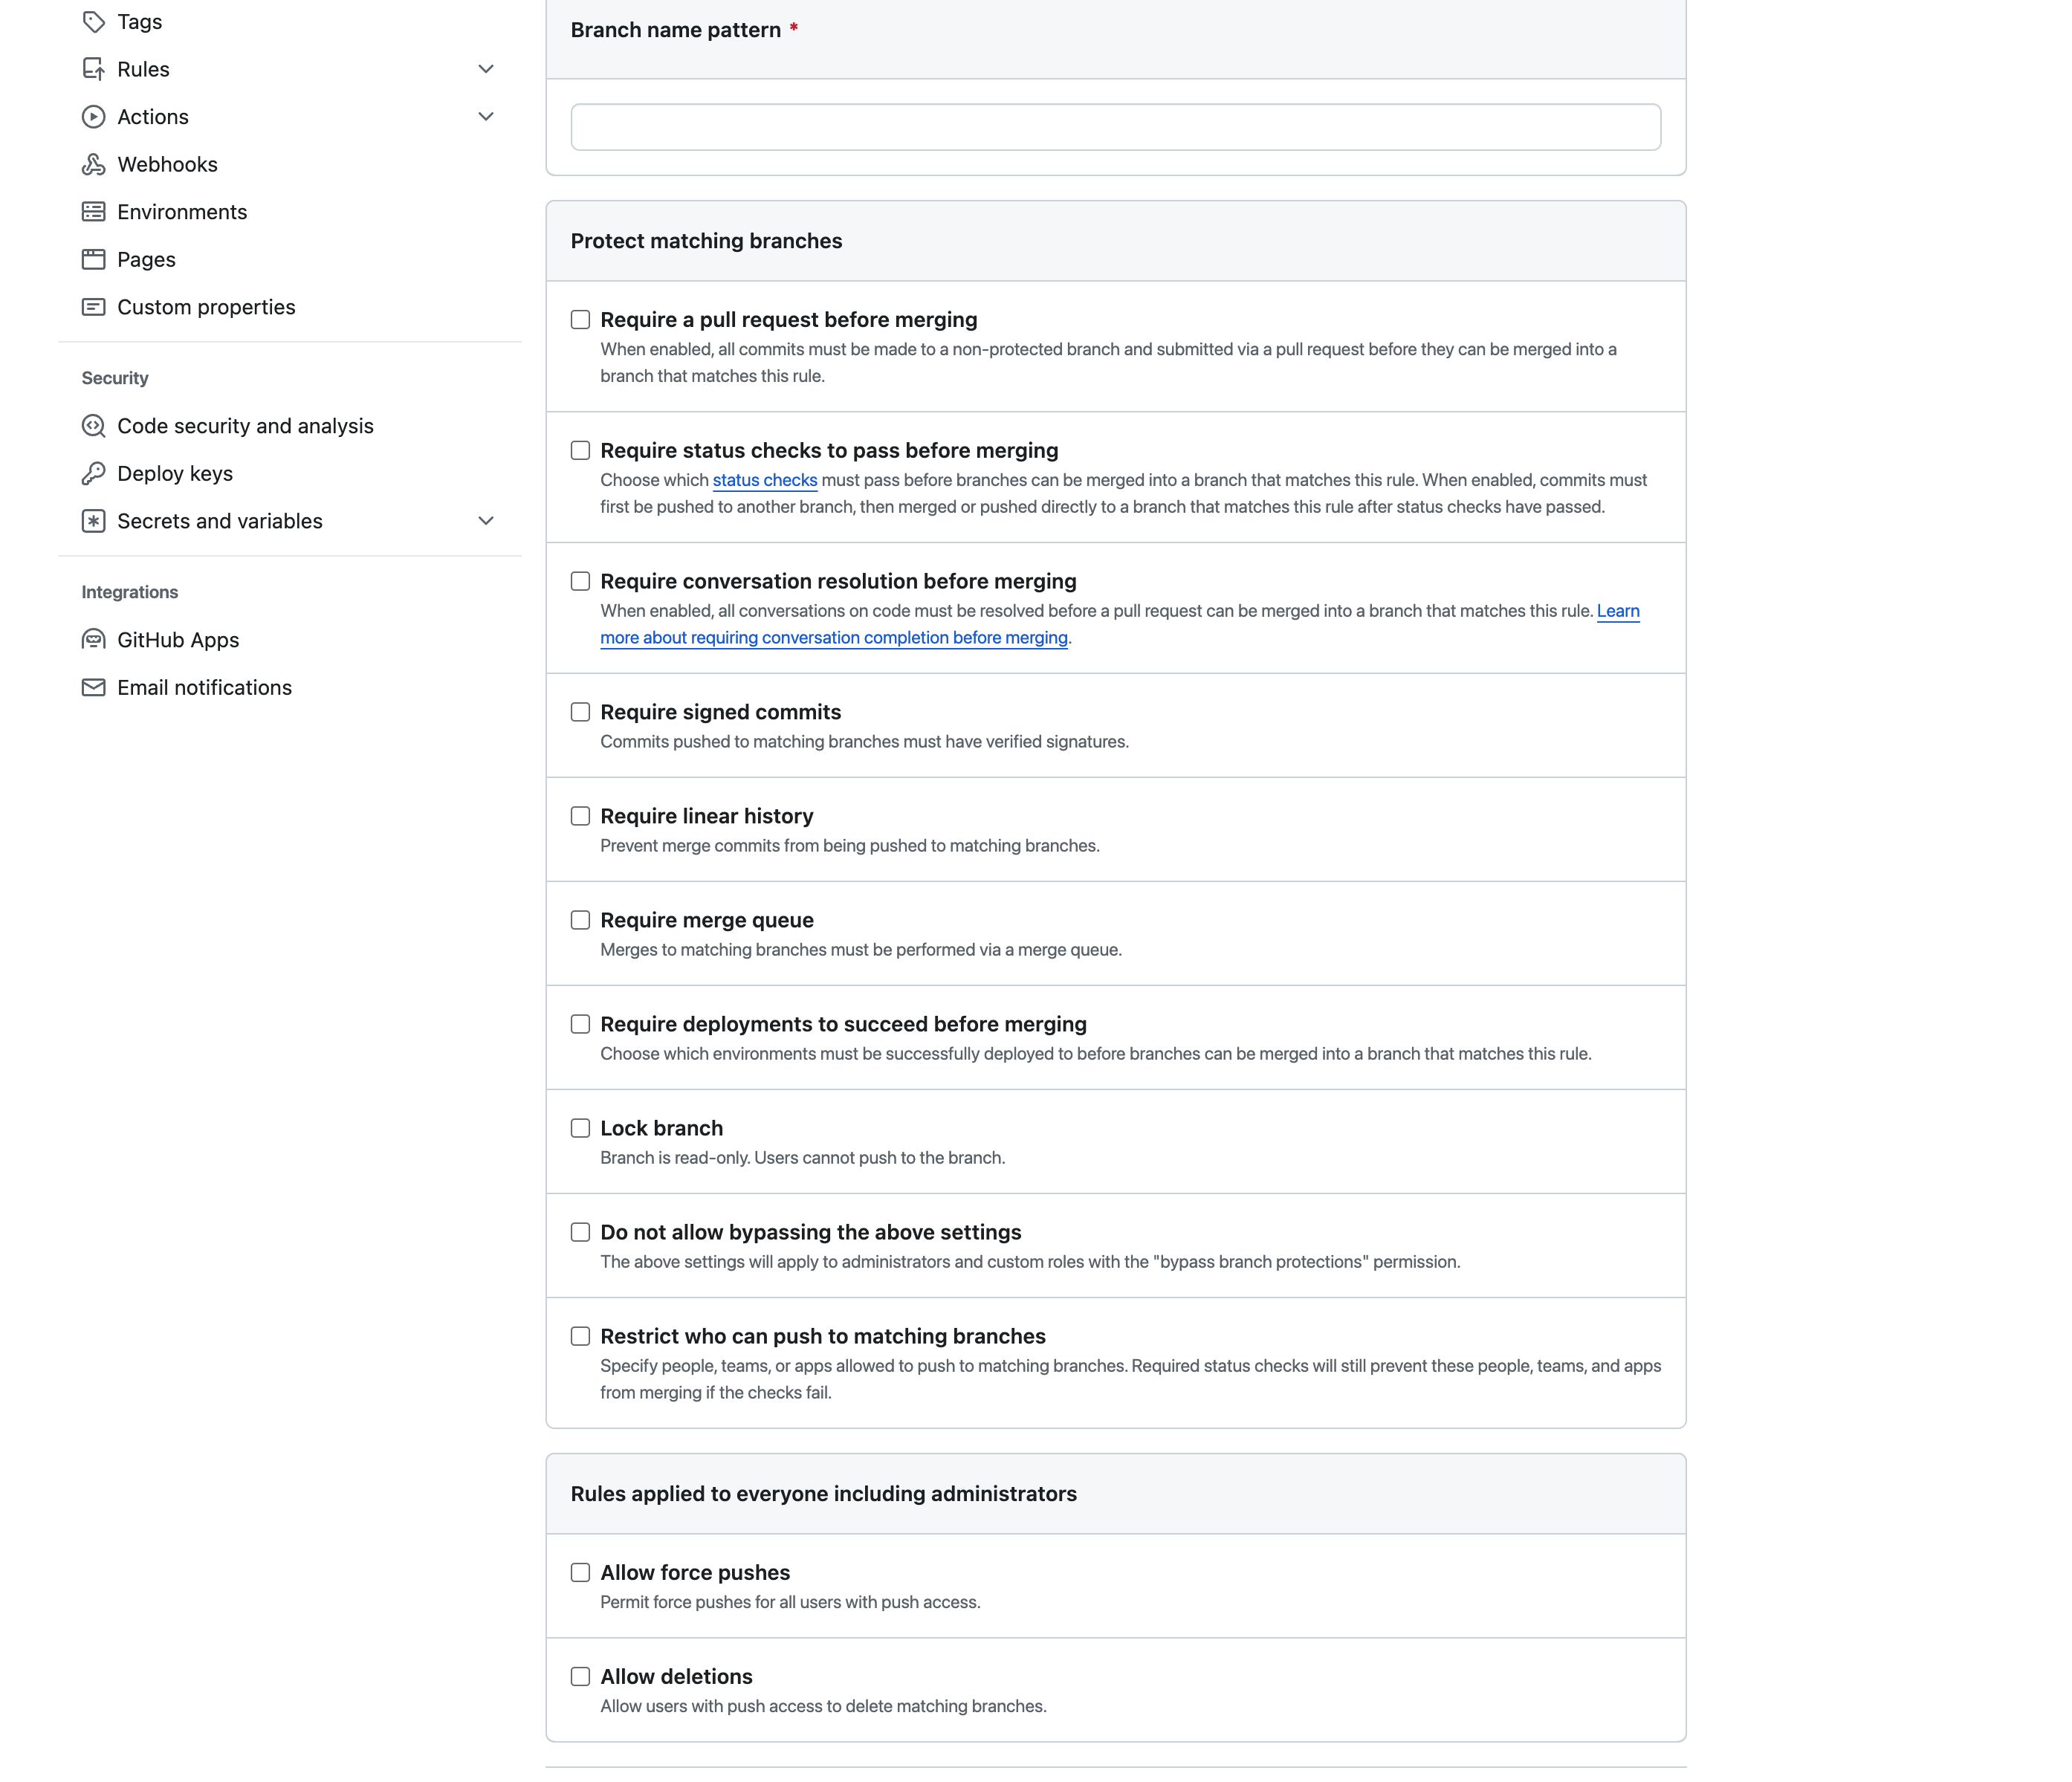 Tags
Rules
Actions
Webhooks
Environments
Pages
Custom properties
Security
Code security and analysis
Deploy keys
Secrets and variables
Integrations
GitHub Apps
Email notifications
Branch name pattern *
Protect matching branches
Require a pull request before merging
When enabled, all commits must be made to a non-protected branch and submitted via a pull request before they can be merged into a
branch that matches this rule.
Require status checks to pass before merging
Choose which status checks must pass before branches can be merged into a branch that matches this rule. When enabled, commits must
first be pushed to another branch, then merged or pushed directly to a branch that matches this rule after status checks have passed.
Require conversation resolution before merging
When enabled, all conversations on code must be resolved before a pull request can be merged into a branch that matches this rule. Learn
more about requiring conversation completion before merging.
Require signed commits
Commits pushed to matching branches must have verified signatures.
Require linear history
Prevent merge commits from being pushed to matching branches.
Require merge queue
Merges to matching branches must be performed via a merge queue.
Require deployments to succeed before merging
Choose which environments must be successfully deployed to before branches can be merged into a branch that matches this rule.
Lock branch
Branch is read-only. Users cannot push to the branch.
Do not allow bypassing the above settings
The above settings will apply to administrators and custom roles with the "bypass branch protections" permission.
Restrict who can push to matching branches
Specify people, teams, or apps allowed to push to matching branches. Required status checks will still prevent these people, teams, and apps
from merging if the checks fail.
Rules applied to everyone including administrators
Allow force pushes
Permit force pushes for all users with push access.
Allow deletions
Allow users with push access to delete matching branches.